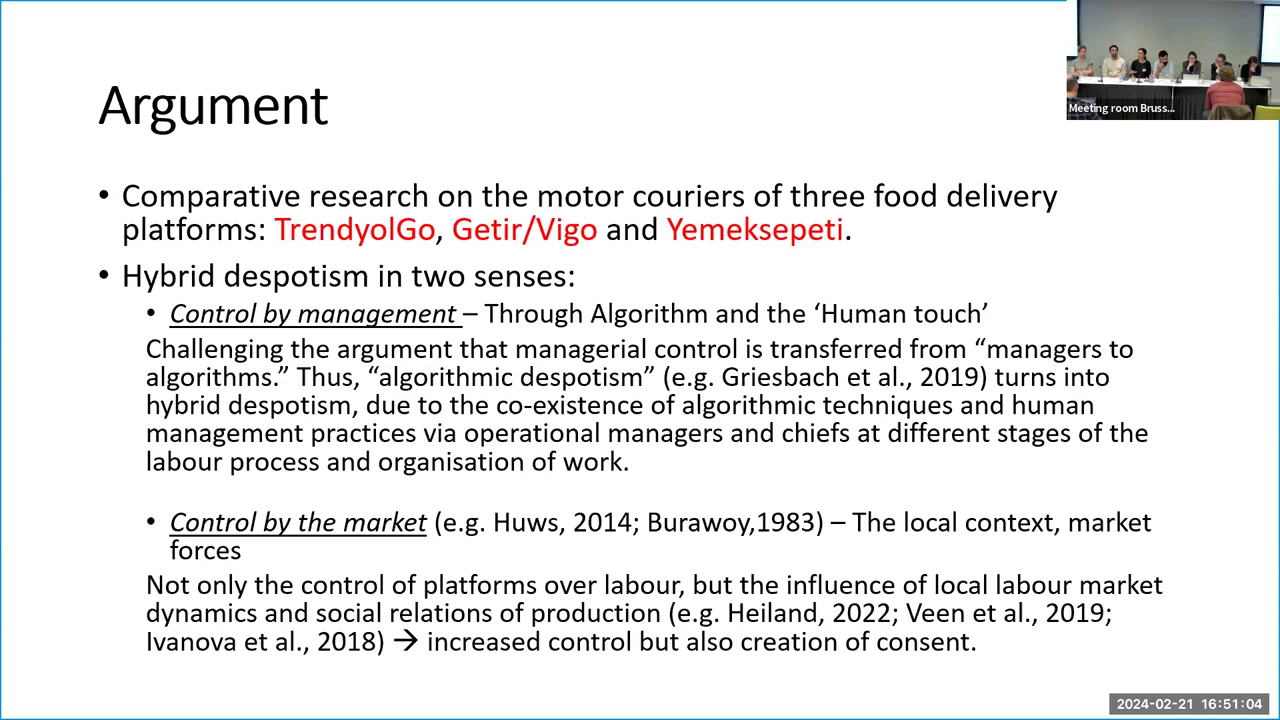 Argument
• Comparative research on the motor couriers of three food delivery
platforms: TrendyolGo, Getir/Vigo and Yemeksepeti.
• Hybrid despotism in two senses:
• Control by management – Through Algorithm and the ‘Human touch’
Challenging the argument that managerial control is transferred from “managers to
algorithms.” Thus, “algorithmic despotism” (e.g. Griesbach et al., 2019) turns into
hybrid despotism, due to the co-existence of algorithmic techniques and human
management practices via operational managers and chiefs at different stages of the
labour process and organisation of work.
• Control by the market (e.g. Huws, 2014; Burawoy,1983) – The local context, market
forces
Not only the control of platforms over labour, but the influence of local labour market
dynamics and social relations of production (e.g. Heiland, 2022; Veen et al., 2019;
Ivanova et al., 2018) → increased control but also creation of consent.
Meeting room Bruss...
2024-02-21 16:51:04